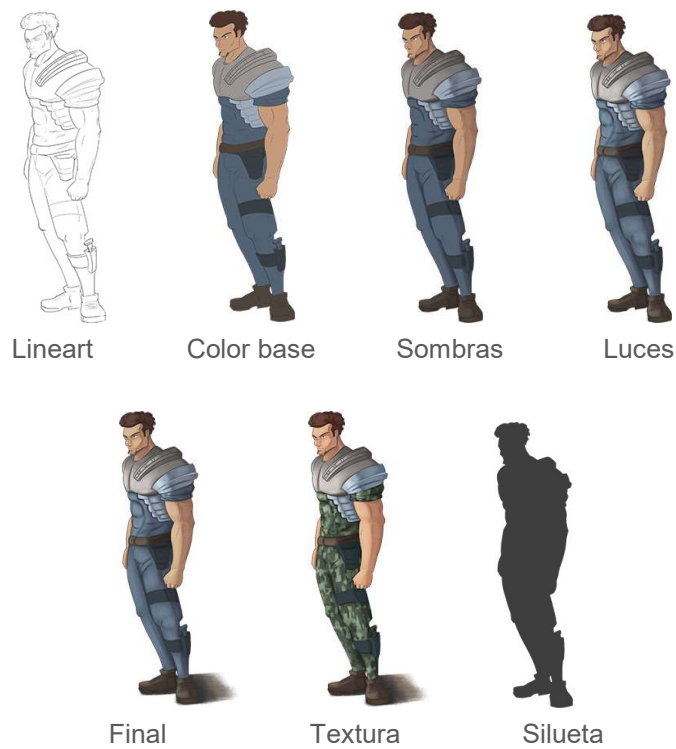 Lineart
Color base
Sombras
Luces
Final
Textura
Silueta